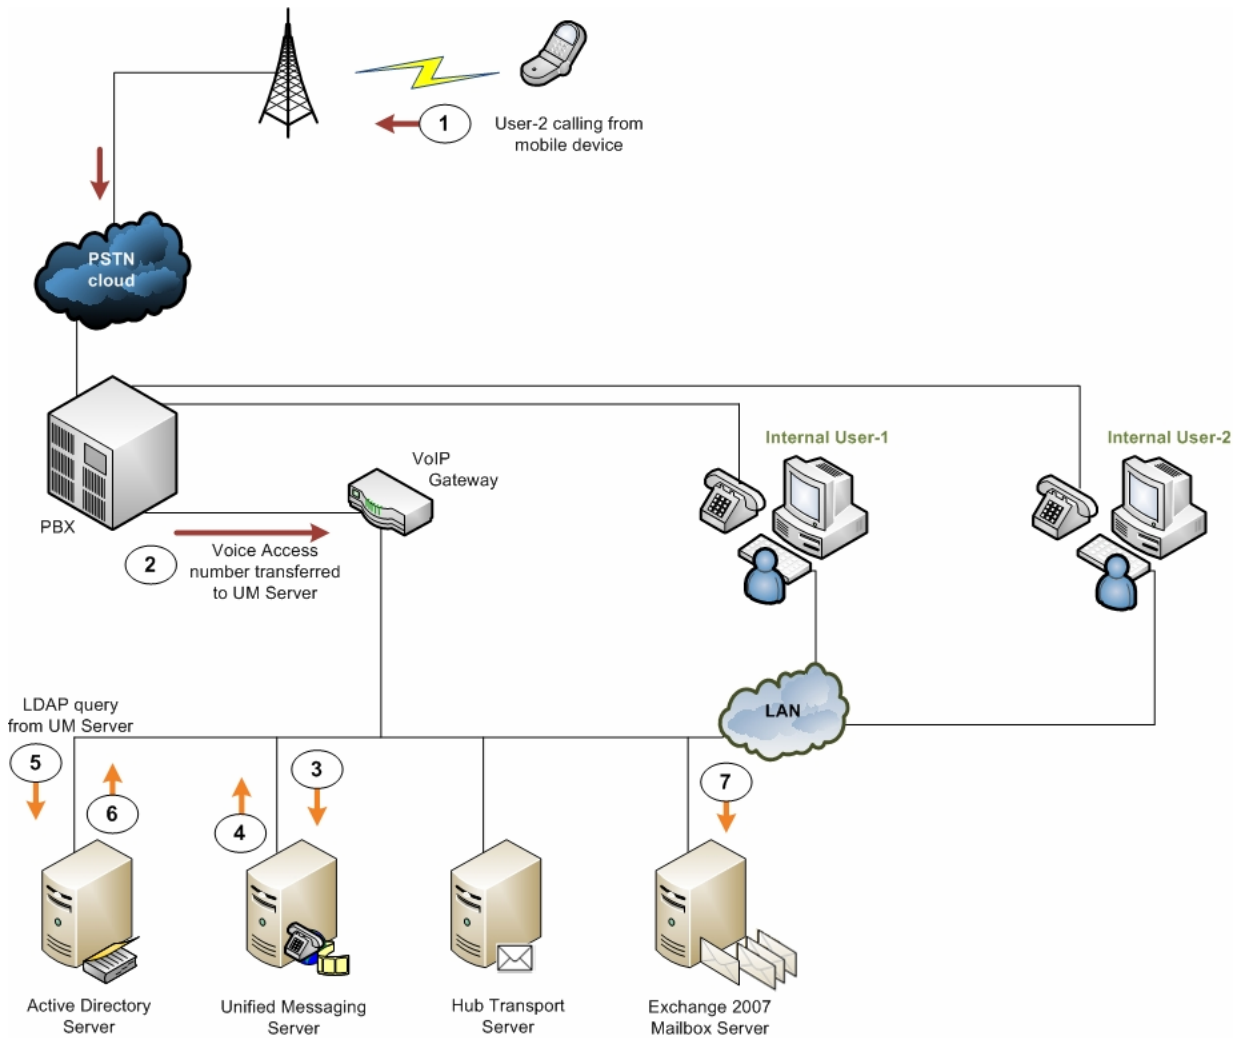 1
User-2 calling from
mobile device
PSTN
cloud
PBX
VoIP
Gateway
Internal User-1
Internal User-2
2
Voice Access
number transferred
to UM Server
LAN
LDAP query
from UM Server
5
6
4
3
7
Active Directory
Server
Unified Messaging
Server
Hub Transport
Server
Exchange 2007
Mailbox Server